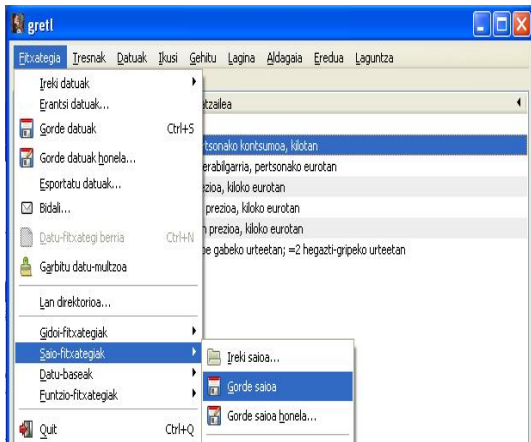 gretl
Fitxategia Tresnak Datuak Ikusi Gehitu Lagina Aldagaia Eredua Laguntza
Ireki datuak
Erantsi datuak...
Gorde datuak Ctrl+S
Gorde datuak honela...
Esportatu datuak...
Bidali...
Datu-fitxategi berria Ctrl+N
Garbitu datu-multzoa
Lan direktorioa...
Gidoi-fitxategiak
Saio-fitxategiak
Datu-baseak
Funtzio-fitxategiak
Quit Ctrl+Q
atzailea
rtsonako kontsumoa, kilotan
erabilgarria, pertsonako eurotan
ezioa, kiloko eurotan
prezioa, kiloko eurotan
n prezioa, kiloko eurotan
pe gabeko urteetan; =2 hegazti-gripeko urteetan
Ireki saioa...
Gorde saioa
Gorde saioa honela...